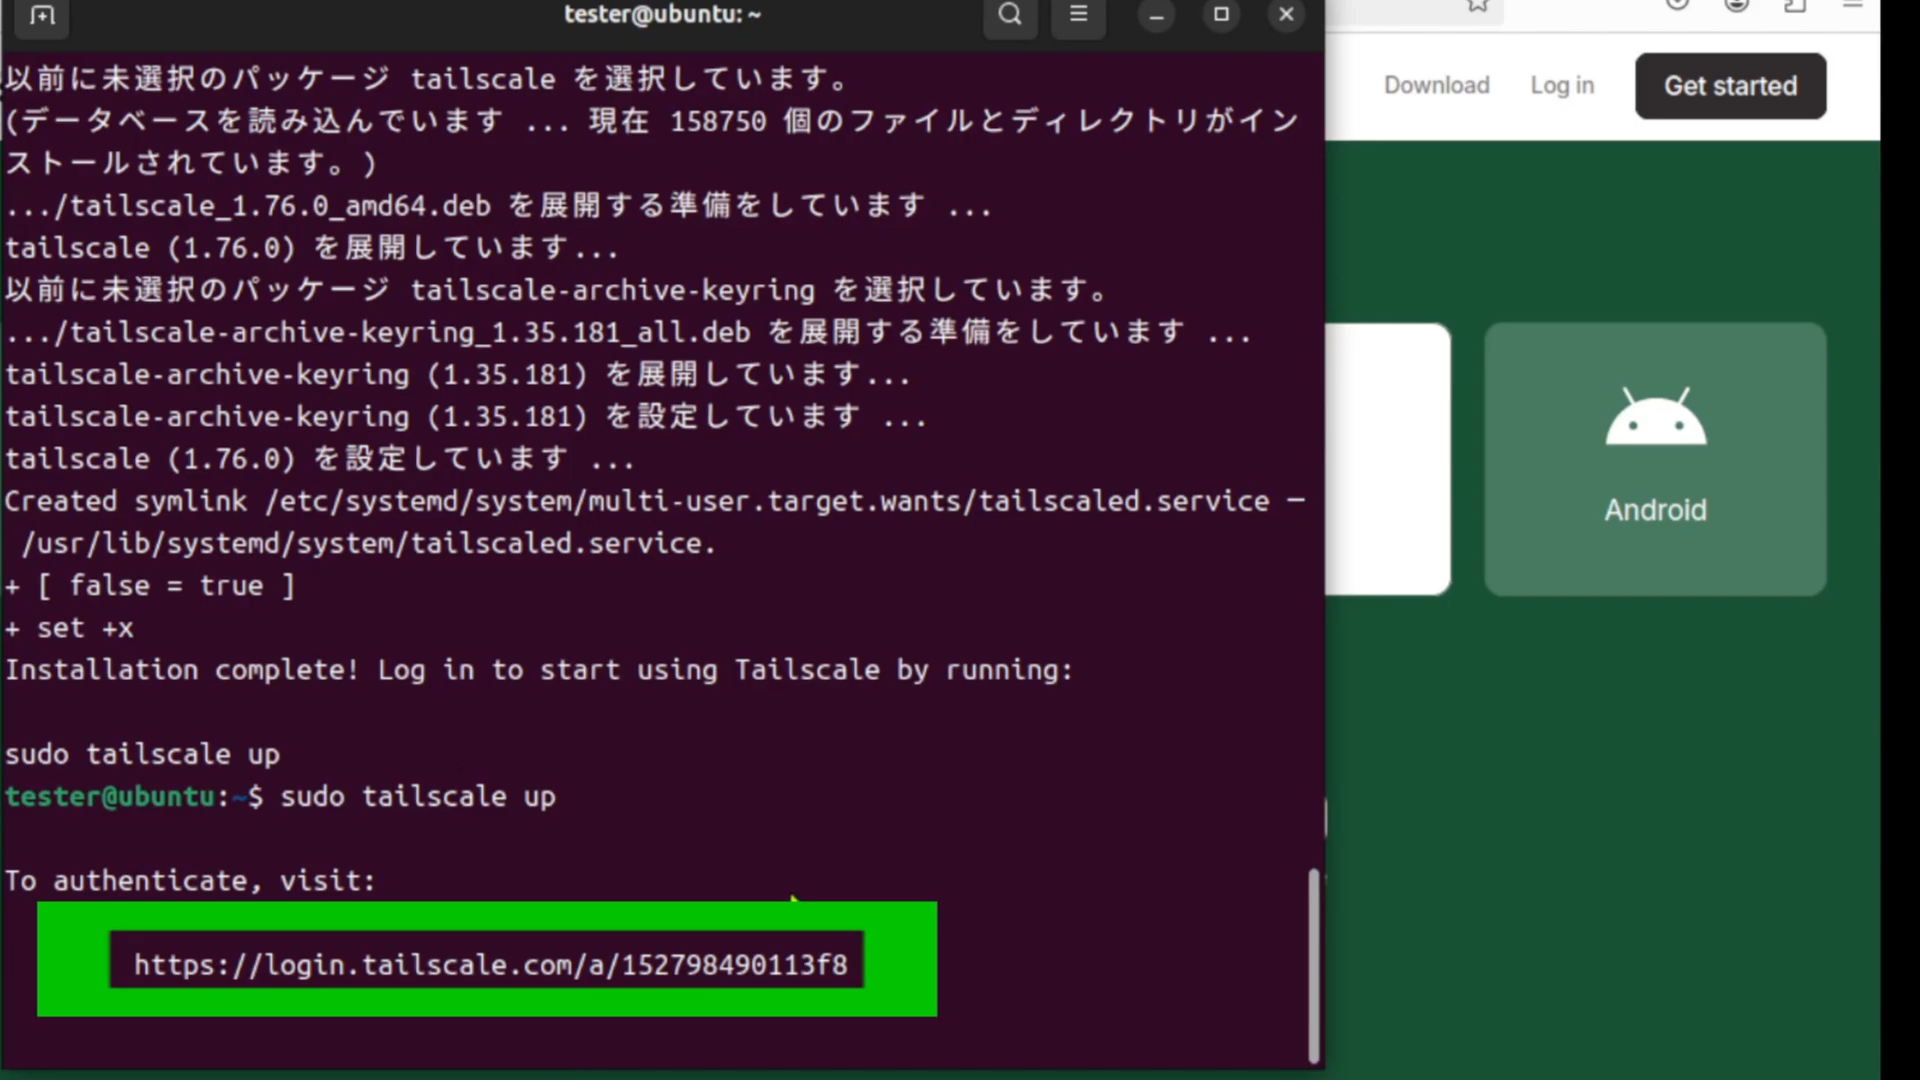 tester@ubuntu: ~
以前に未選択のパッケージ tailscale を選択しています。
(データベースを読み込んでいます ... 現在 158750 個のファイルとディレクトリがイン
ストールされています。)
.../tailscale_1.76.0_amd64.deb を展開する準備をしています ...
tailscale (1.76.0) を展開しています...
以前に未選択のパッケージ tailscale-archive-keyring を選択しています。
.../tailscale-archive-keyring_1.35.181_all.deb を展開する準備をしています ...
tailscale-archive-keyring (1.35.181) を展開しています...
tailscale-archive-keyring (1.35.181) を設定しています ...
tailscale (1.76.0) を設定しています ...
Created symlink /etc/systemd/system/multi-user.target.wants/tailscaled.service –
/usr/lib/systemd/system/tailscaled.service.
+ [ false = true ]
+ set +x
Installation complete! Log in to start using Tailscale by running:
sudo tailscale up
tester@ubuntu:~$ sudo tailscale up
To authenticate, visit:
https://login.tailscale.com/a/152798490113f8
Download
Log in
Get started
Android